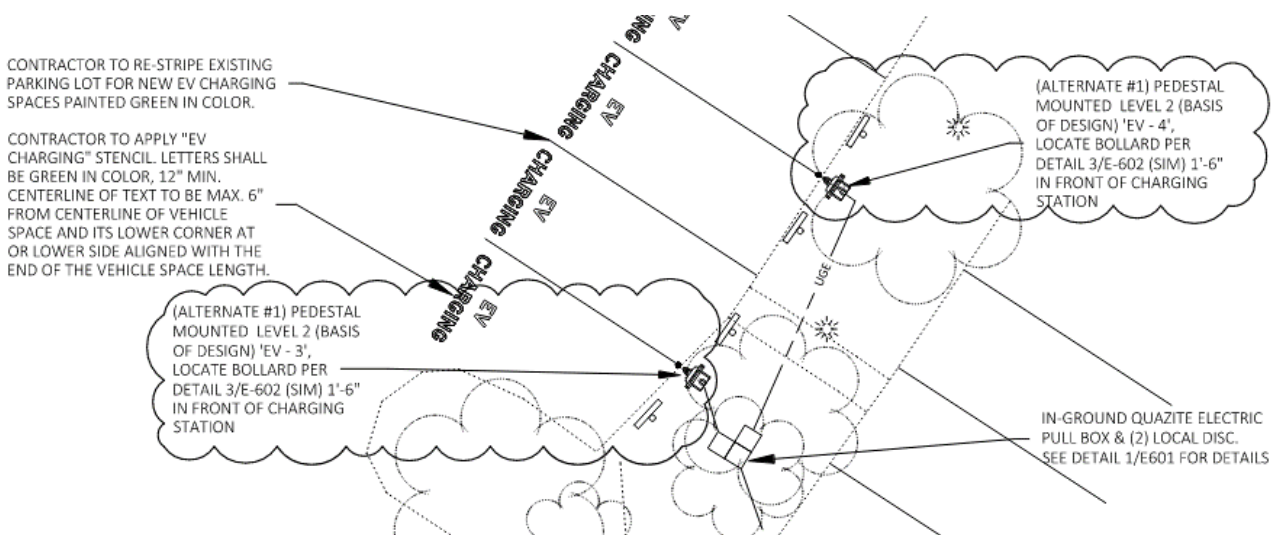 CONTRACTOR TO RE-STRIPE EXISTING
PARKING LOT FOR NEW EV CHARGING
SPACES PAINTED GREEN IN COLOR.
CONTRACTOR TO APPLY "EV
CHARGING" STENCIL. LETTERS SHALL
BE GREEN IN COLOR, 12" MIN.
CENTERLINE OF TEXT TO BE MAX. 6"
FROM CENTERLINE OF VEHICLE
SPACE AND ITS LOWER CORNER AT
OR LOWER SIDE ALIGNED WITH THE
END OF THE VEHICLE SPACE LENGTH.
(ALTERNATE #1) PEDESTAL
MOUNTED LEVEL 2 (BASIS
OF DESIGN) 'EV - 3',
LOCATE BOLLARD PER
DETAIL 3/E-602 (SIM) 1'-6"
IN FRONT OF CHARGING
STATION
EV
CHARGING
EV
CHARGING
EV
CHARGING
UGE
(ALTERNATE #1) PEDESTAL
MOUNTED LEVEL 2 (BASIS
OF DESIGN) 'EV - 4',
LOCATE BOLLARD PER
DETAIL 3/E-602 (SIM) 1'-6"
IN FRONT OF CHARGING
STATION
IN-GROUND QUAZITE ELECTRIC
PULL BOX & (2) LOCAL DISC.
SEE DETAIL 1/E601 FOR DETAILS